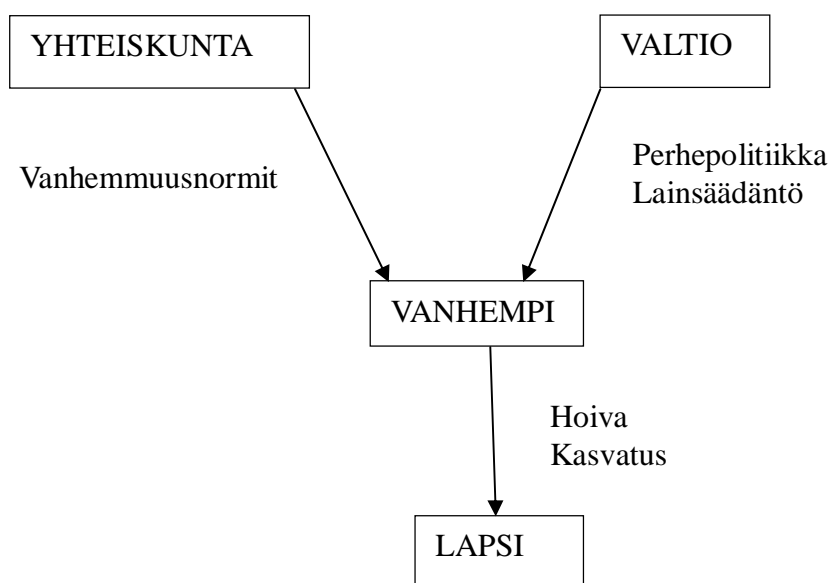 YHTEISKUNTA
VALTIO
Vanhemmuusnormit
Perhepolitiikka
Lainsäädäntö
VANHEMPI
Hoiva
Kasvatus
LAPSI